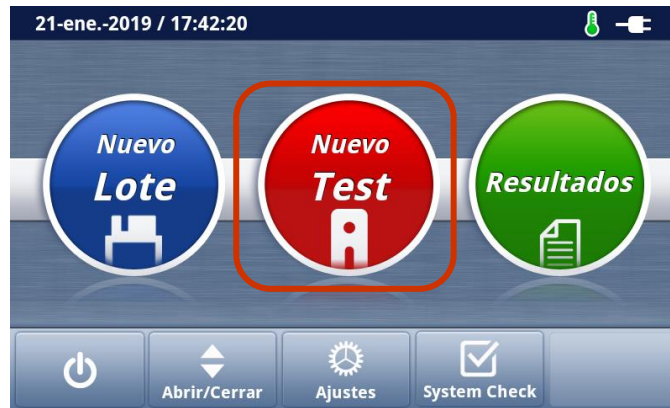 21-ene.-2019 / 17:42:20
Nuevo
Lote
Nuevo
Test
Resultados
Abrir/Cerrar
Ajustes
System Check